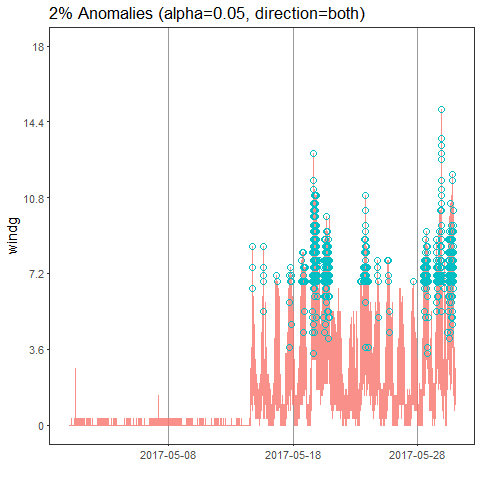 2% Anomalies (alpha=0.05, direction=both)
18
14.4
10.8
7.2
3.6
0
windg
2017-05-08 2017-05-18 2017-05-28